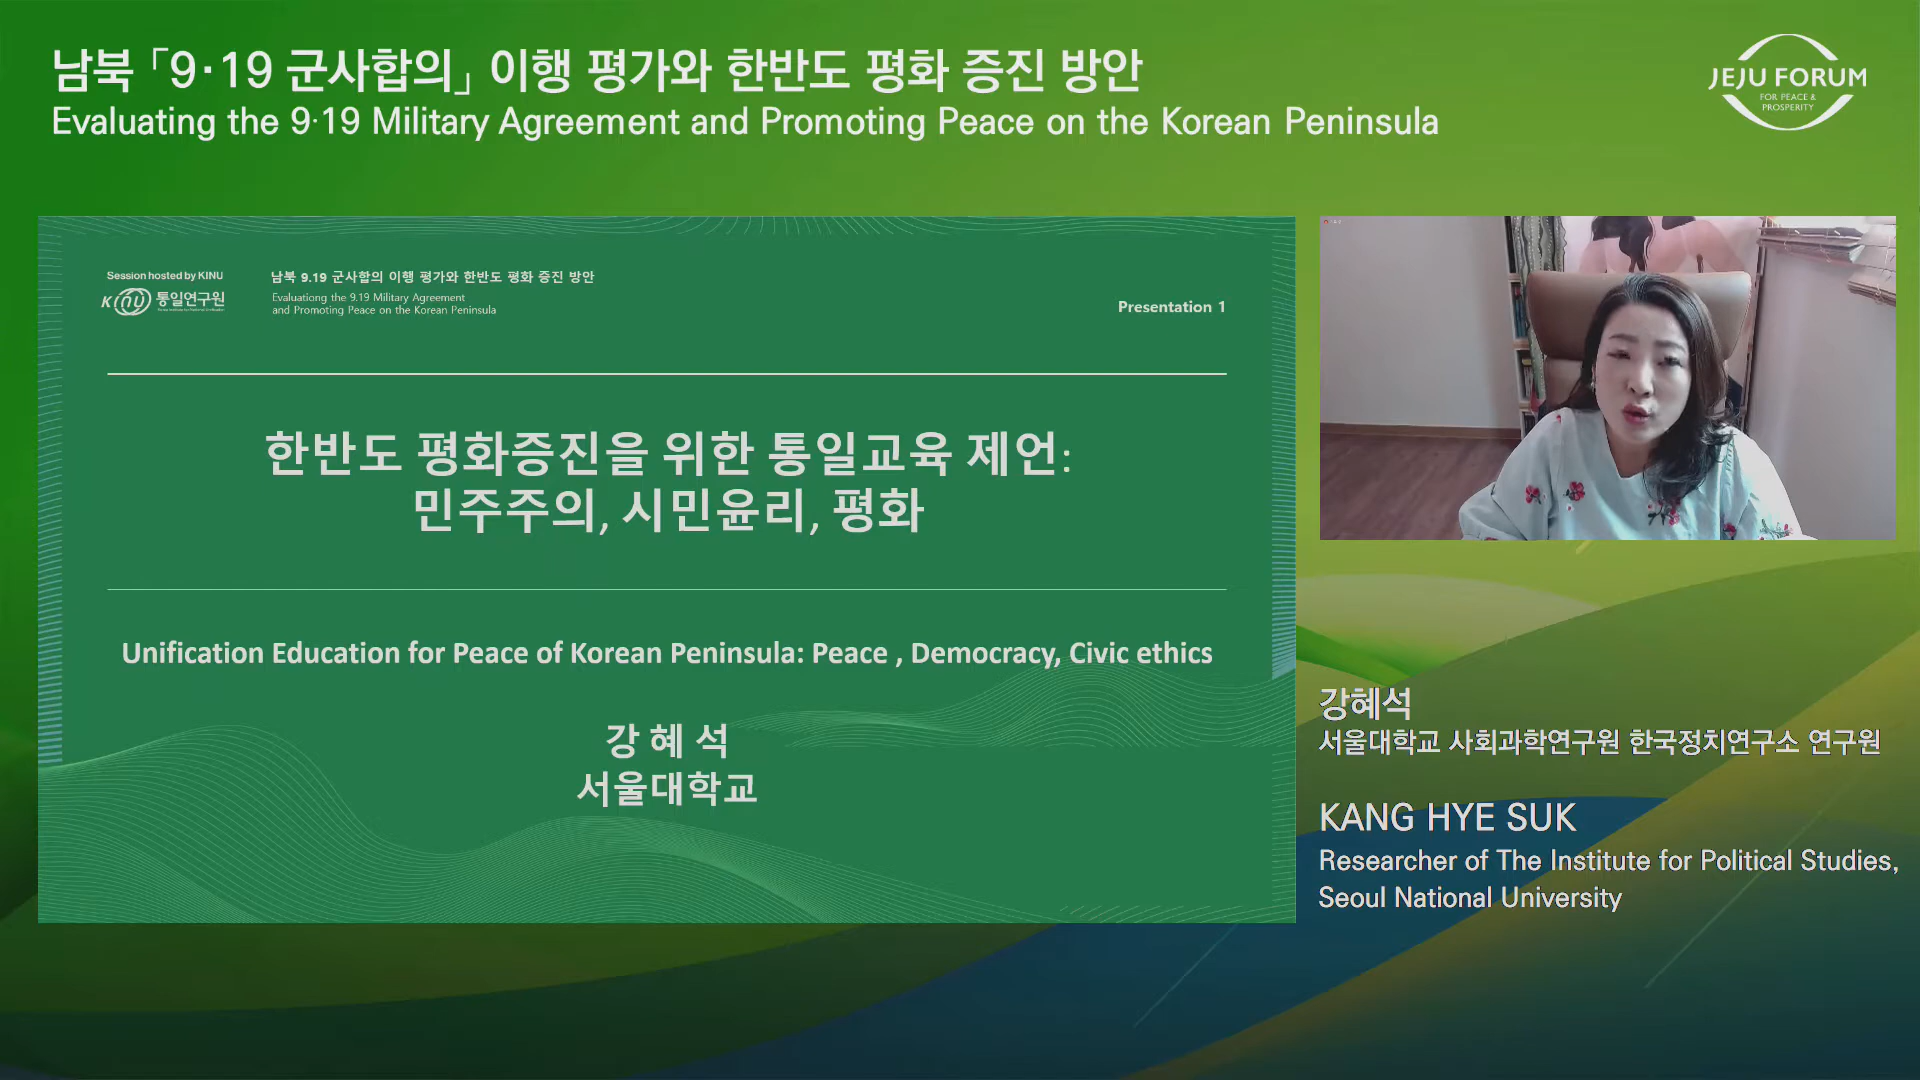 남북 「9·19 군사합의」 이행 평가와 한반도 평화 증진 방안
Evaluating the 9·19 Military Agreement and Promoting Peace on the Korean Peninsula
JEJU FORUM
FOR PEACE &
PROSPERITY
Session hosted by KINU
KINU 통일연구원
남북 9.19 군사합의 이행 평가와 한반도 평화 증진 방안
Evaluationg the 9.19 Military Agreement
and Promoting Peace on the Korean Peninsula
Presentation 1
한반도 평화증진을 위한 통일교육 제언:
민주주의, 시민윤리, 평화
Unification Education for Peace of Korean Peninsula: Peace , Democracy, Civic ethics
강 혜 석
서울대학교
강혜석
서울대학교 사회과학연구원 한국정치연구소 연구원
KANG HYE SUK
Researcher of The Institute for Political Studies,
Seoul National University